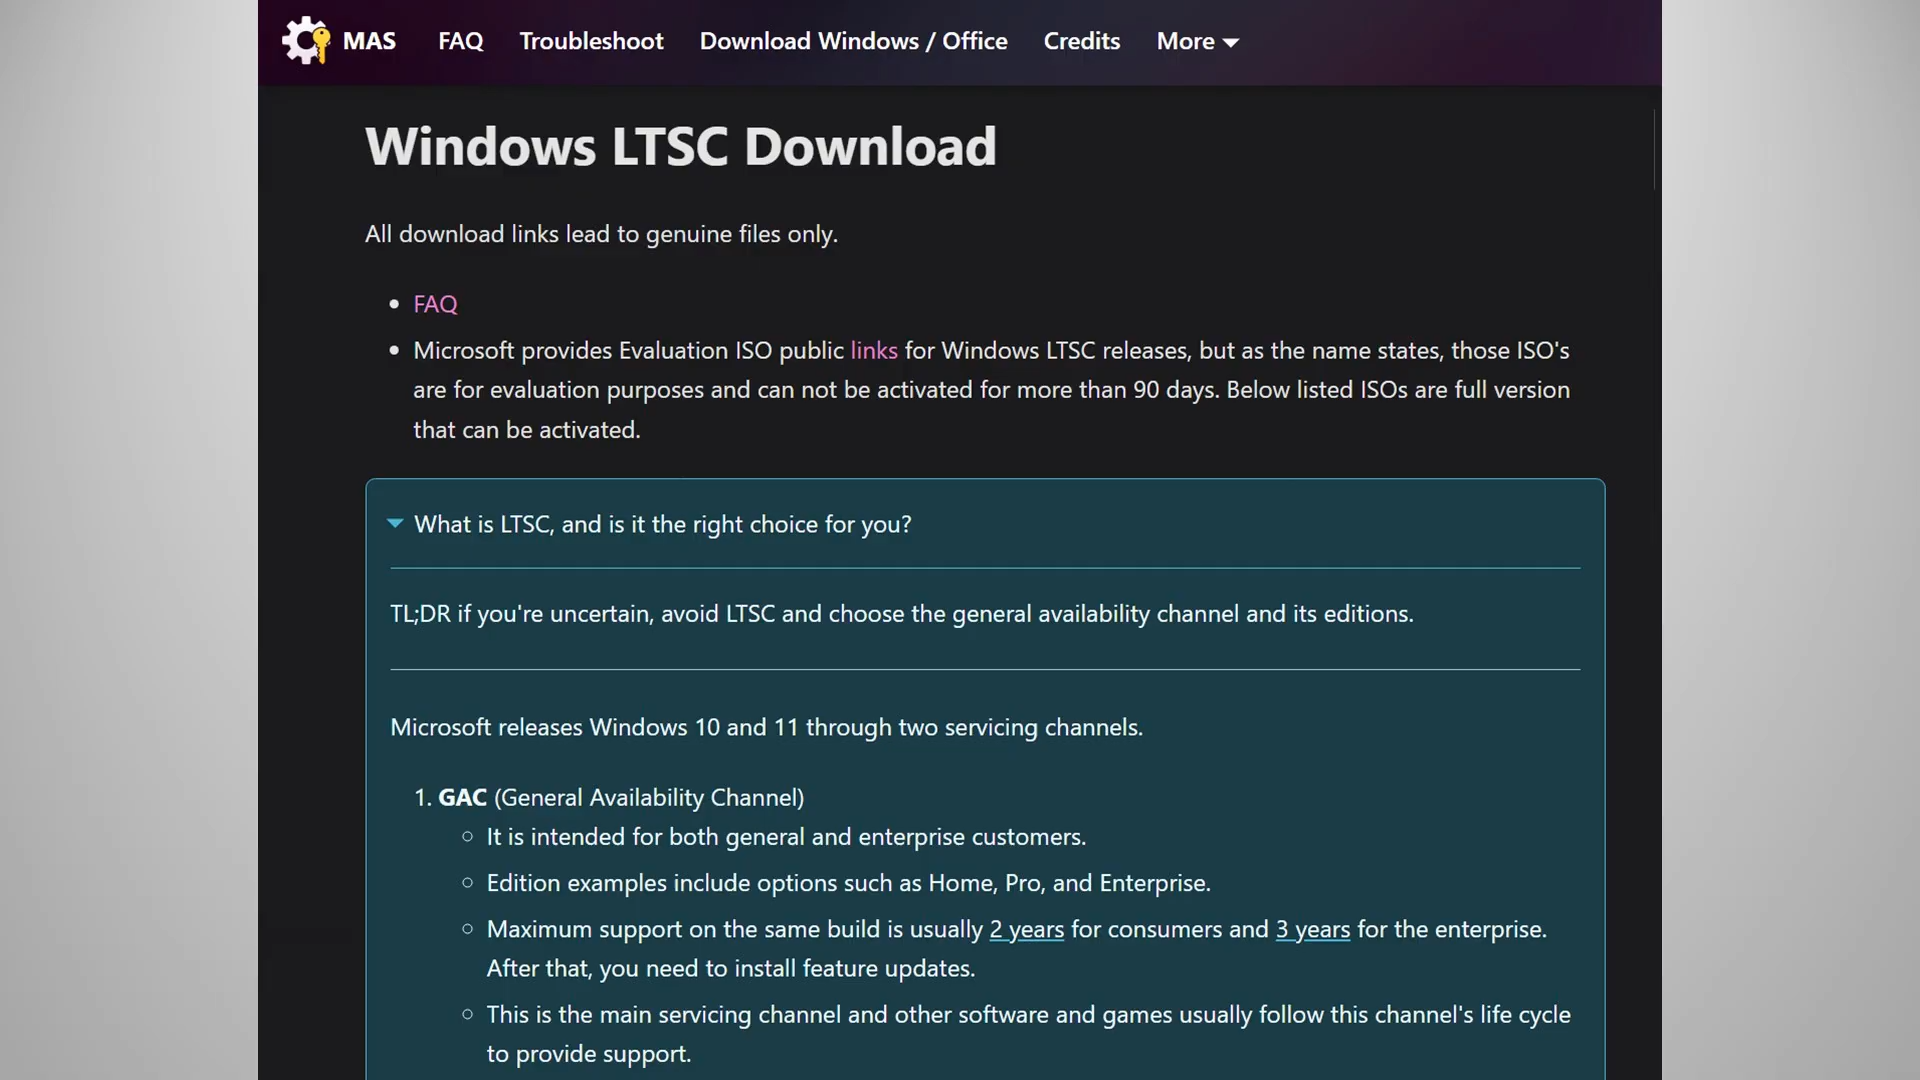 MAS FAQ Troubleshoot Download Windows / Office Credits More
Windows LTSC Download
All download links lead to genuine files only.
FAQ
Microsoft provides Evaluation ISO public links for Windows LTSC releases, but as the name states, those ISO's
are for evaluation purposes and can not be activated for more than 90 days. Below listed ISOs are full version
that can be activated.
What is LTSC, and is it the right choice for you?
TL;DR if you're uncertain, avoid LTSC and choose the general availability channel and its editions.
Microsoft releases Windows 10 and 11 through two servicing channels.
1. GAC (General Availability Channel)
It is intended for both general and enterprise customers.
Edition examples include options such as Home, Pro, and Enterprise.
Maximum support on the same build is usually 2 years for consumers and 3 years for the enterprise.
After that, you need to install feature updates.
This is the main servicing channel and other software and games usually follow this channel's life cycle
to provide support.